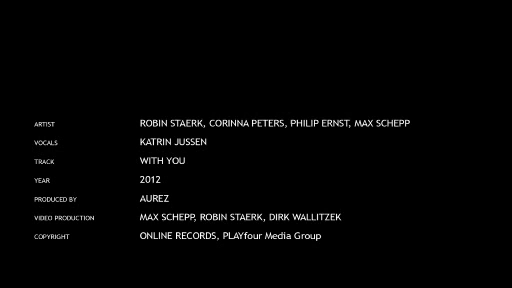 ARTIST ROBIN STAERK, CORINNA PETERS, PHILIP ERNST, MAX SCHEPP
VOCALS KATRIN JUSSEN
TRACK WITH YOU
YEAR 2012
PRODUCED BY AUREZ
VIDEO PRODUCTION MAX SCHEPP, ROBIN STAERK, DIRK WALLITZEK
COPYRIGHT ONLINE RECORDS, PLAYfour Media Group